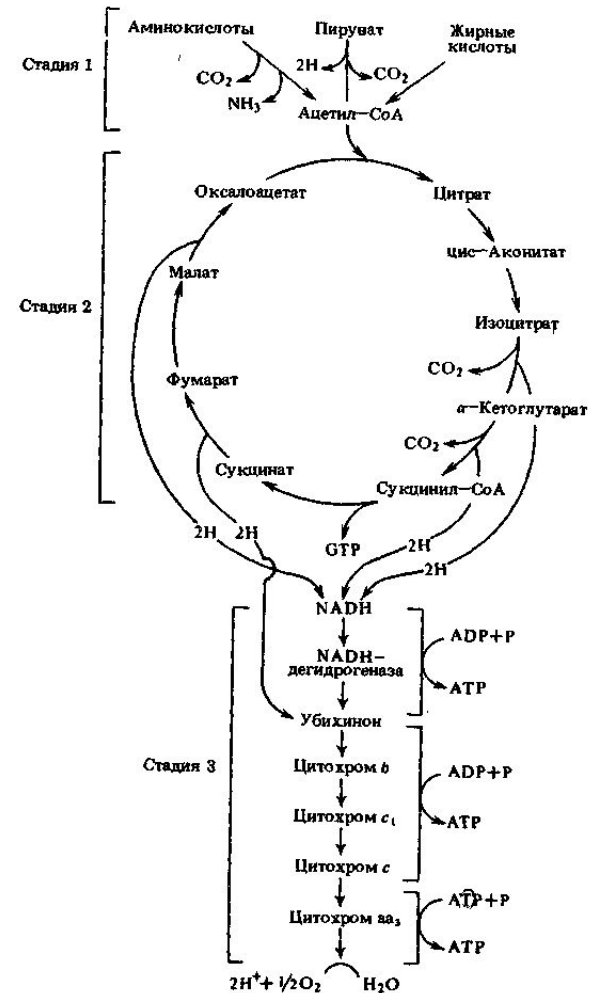 Аминокислоты
Пируват
Жирные
кислоты
Стадия 1
2H
CO₂
CO₂
NH₃
Ацетил—CoA
Оксалоацетат
Цитрат
цис—Аконитат
Малат
Стадия 2
Изоцитрат
CO₂
Фумарат
α—Кетоглутарат
CO₂
Сукцинат
Сукцинил—CoA
2H
2H
GTP
2H
2H
NADH
ADP+P
NADH—
дегидрогеназа
ATP
Убихинон
Стадия 3
Цитохром b
ADP+P
Цитохром c₁
ATP
Цитохром c
ATP+P
Цитохром aa₃
ATP
2H⁺+ 1/2O₂
H₂O